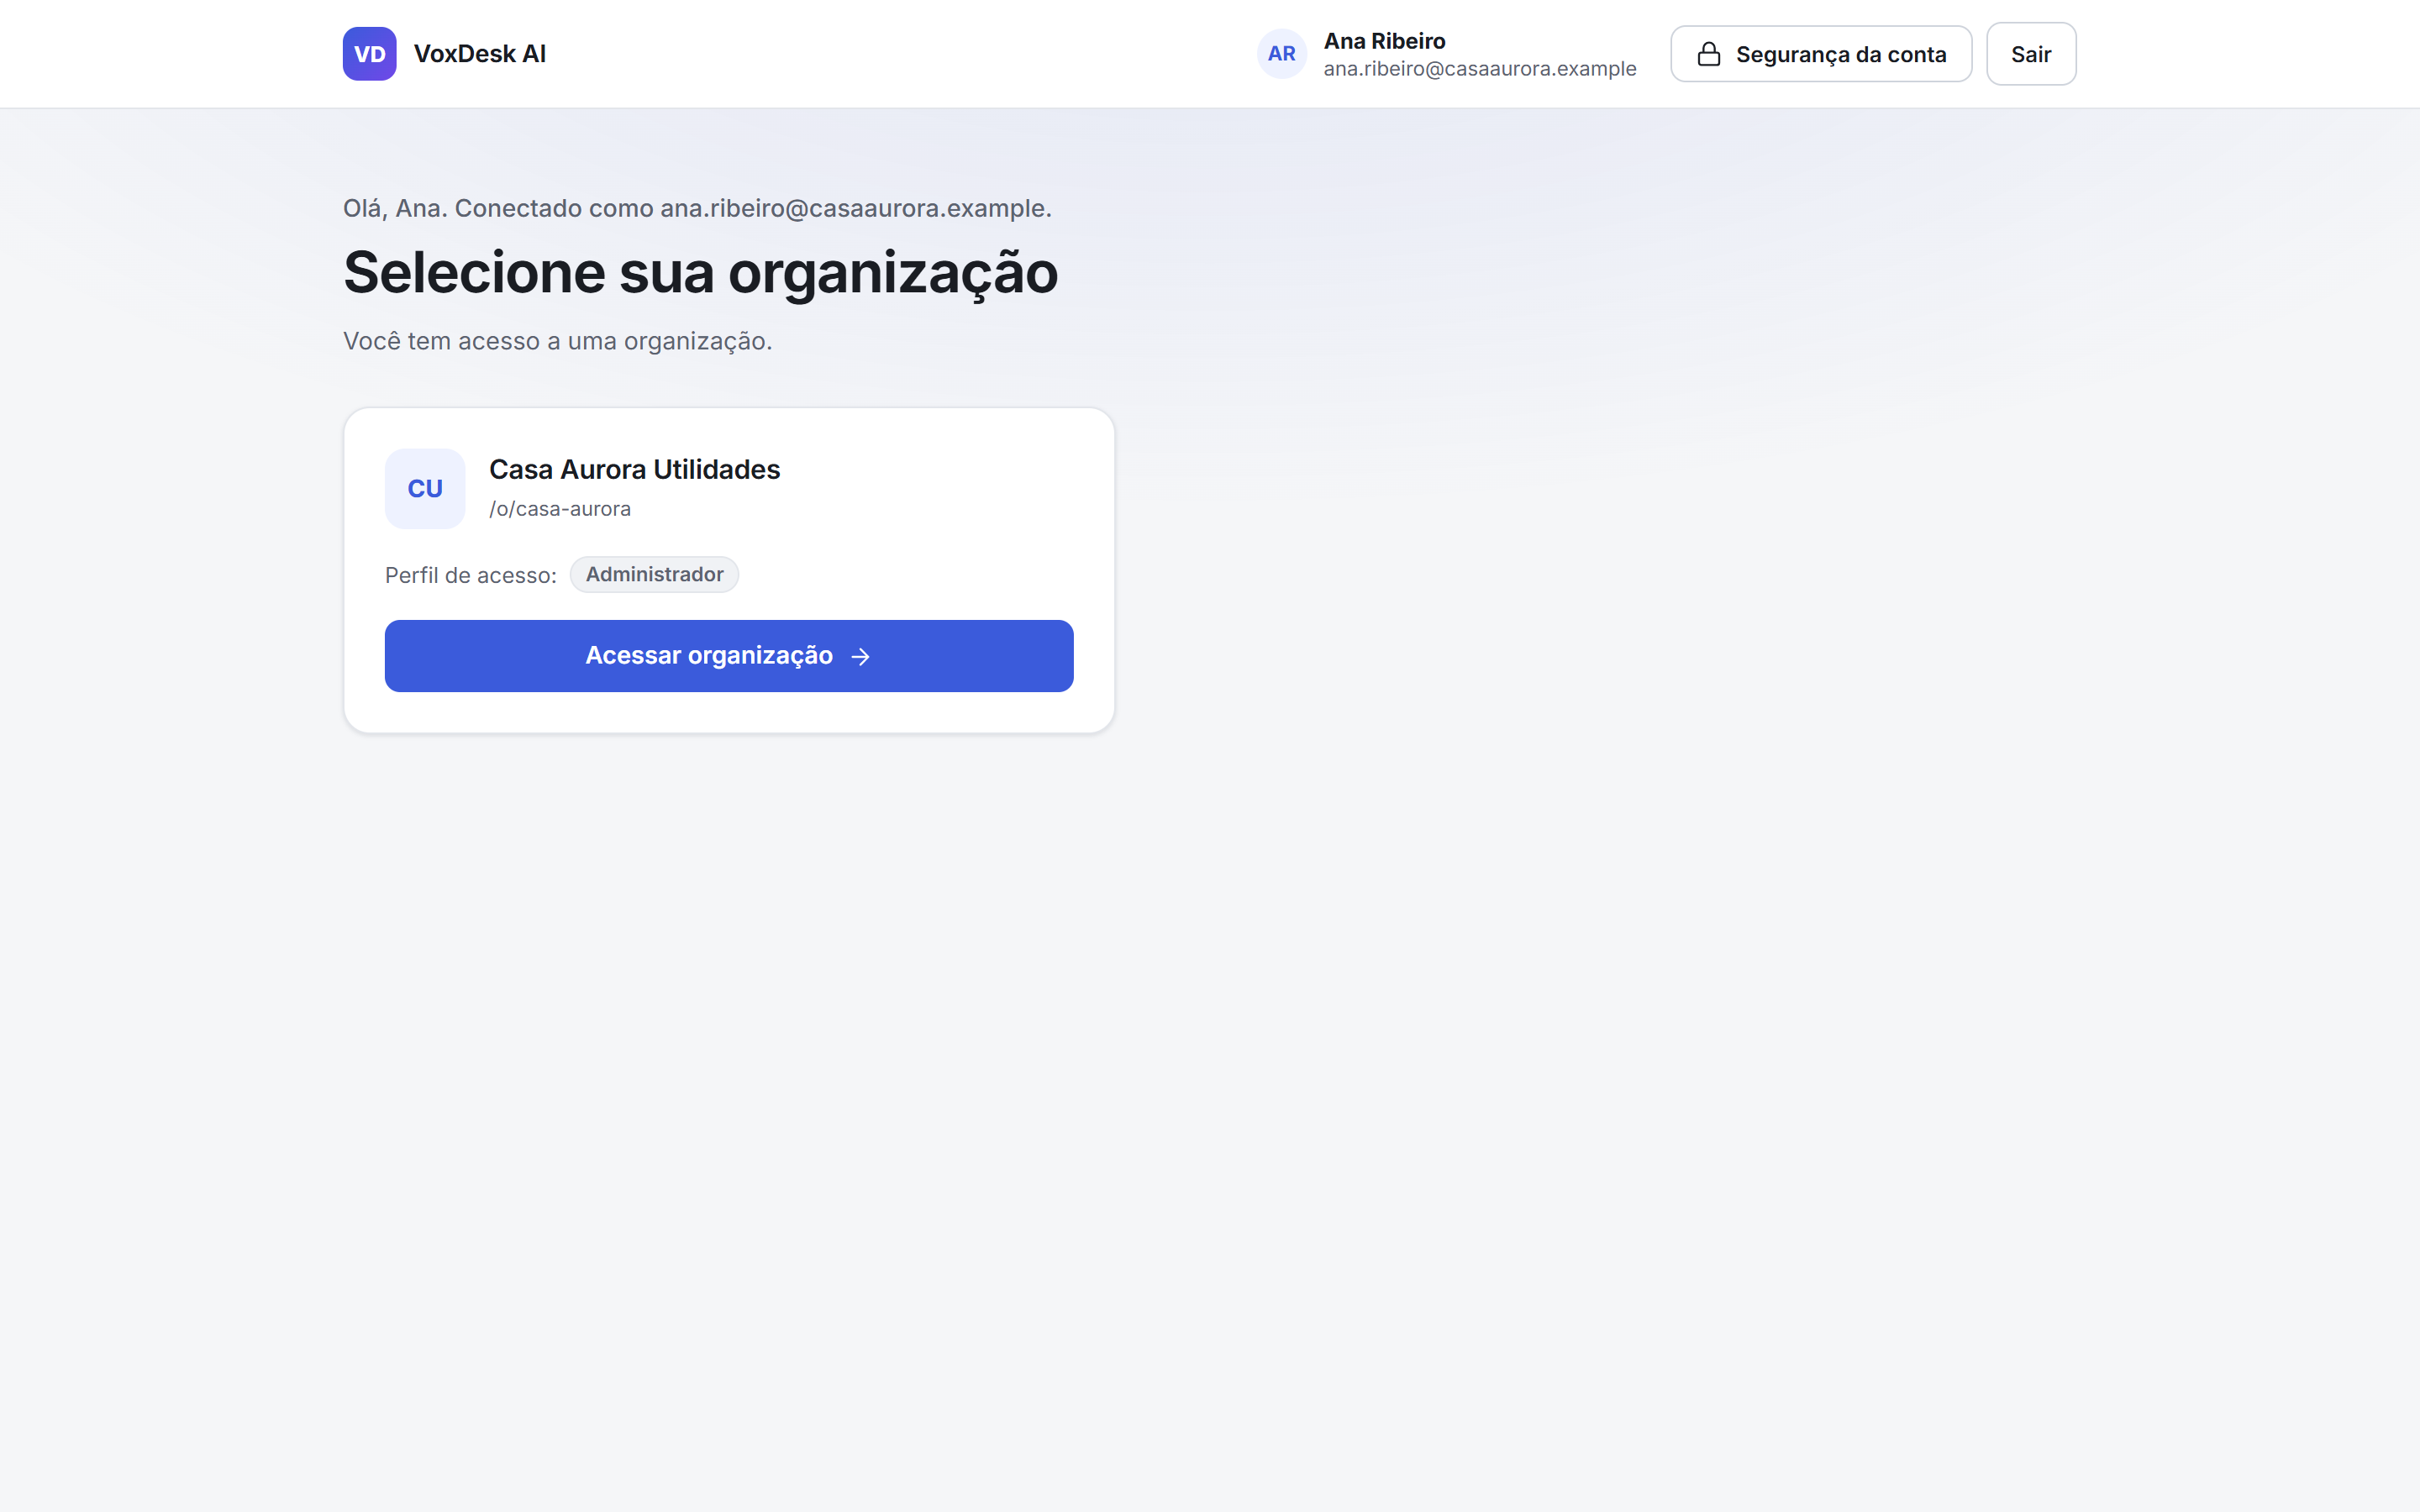 VD VoxDesk AI
AR Ana Ribeiro
ana.ribeiro@casaaurora.example
Segurança da conta
Sair
Olá, Ana. Conectado como ana.ribeiro@casaaurora.example.
Selecione sua organização
Você tem acesso a uma organização.
CU Casa Aurora Utilidades
/o/casa-aurora
Perfil de acesso: Administrador
Acessar organização →